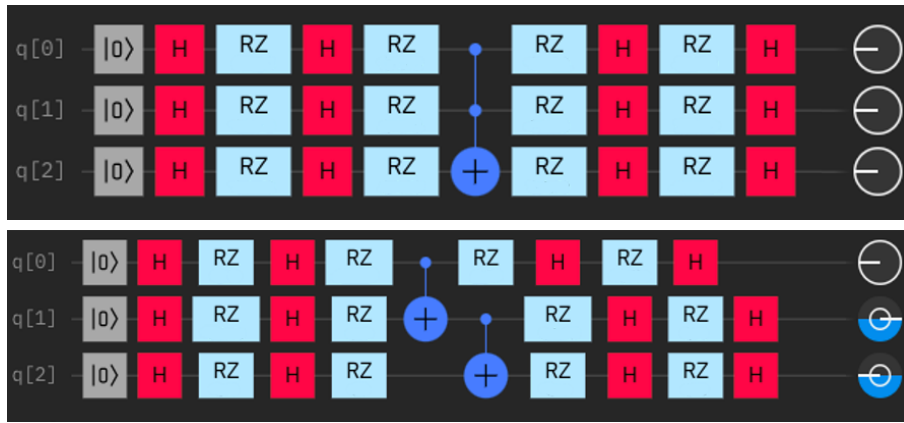 q[0] |0⟩ H RZ H RZ RZ H RZ H
q[1] |0⟩ H RZ H RZ RZ H RZ H
q[2] |0⟩ H RZ H RZ + RZ H RZ H
q[0] |0⟩ H RZ H RZ RZ H RZ H
q[1] |0⟩ H RZ H RZ + RZ H RZ H
q[2] |0⟩ H RZ H RZ + RZ H RZ H